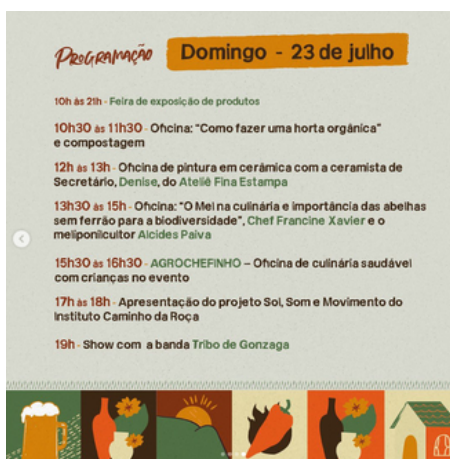 Programação
Domingo - 23 de julho
10h às 21h - Feira de exposição de produtos
10h30 às 11h30 - Oficina: "Como fazer uma horta orgânica"
e compostagem
12h às 13h - Oficina de pintura em cerâmica com a ceramista de
Secretário, Denise, do Ateliê Fina Estampa
13h30 às 15h - Oficina: "O Mel na culinária e importância das abelhas
sem ferrão para a biodiversidade", Chef Francine Xavier e o
meliponilcultor Alcides Paiva
15h30 às 16h30 - AGROCHEFINHO – Oficina de culinária saudável
com crianças no evento
17h às 18h - Apresentação do projeto Sol, Som e Movimento do
Instituto Caminho da Roça
19h - Show com a banda Tribo de Gonzaga